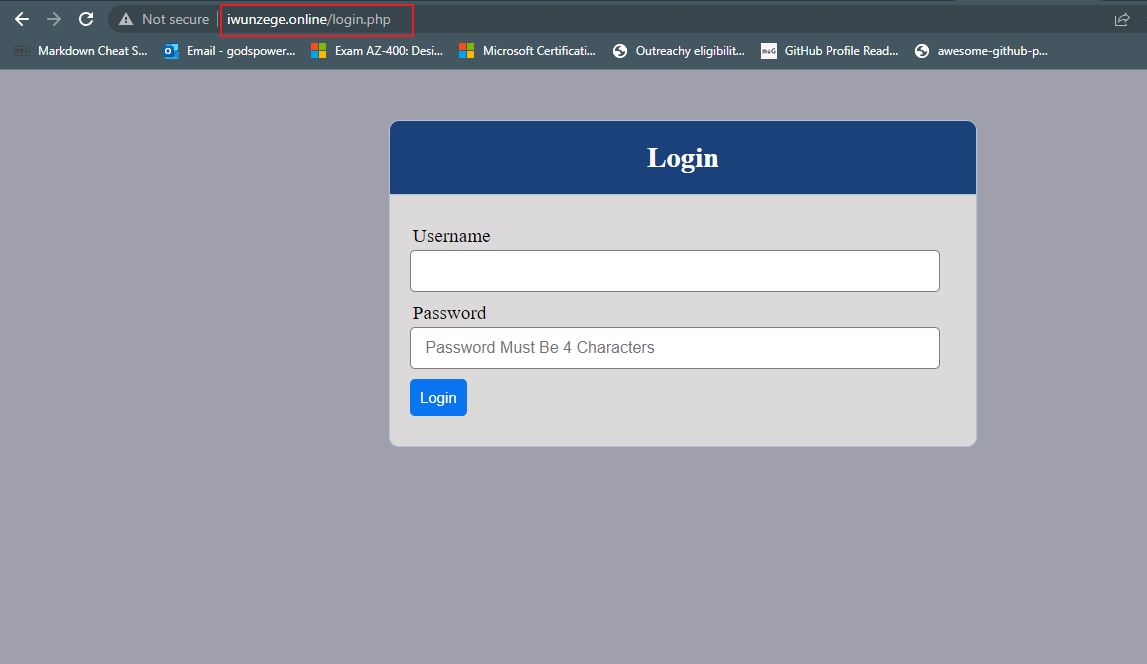 Not secure | iwunzege.online/login.php
Markdown Cheat S... Email - godspower... Exam AZ-400: Desi... Microsoft Certificati... Outreachy eligibilit... GitHub Profile Read... awesome-github-p...
Login
Username
Password
Password Must Be 4 Characters
Login